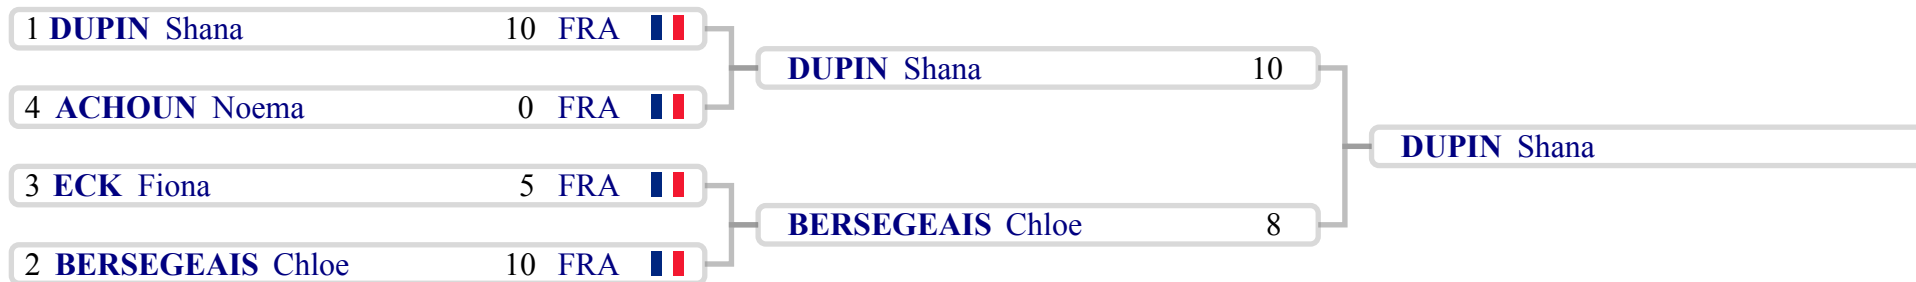 1 DUPIN Shana 10 FRA
4 ACHOUN Noema 0 FRA
3 ECK Fiona 5 FRA
2 BERSEGEAIS Chloe 10 FRA
DUPIN Shana 10
BERSEGEAIS Chloe 8
DUPIN Shana